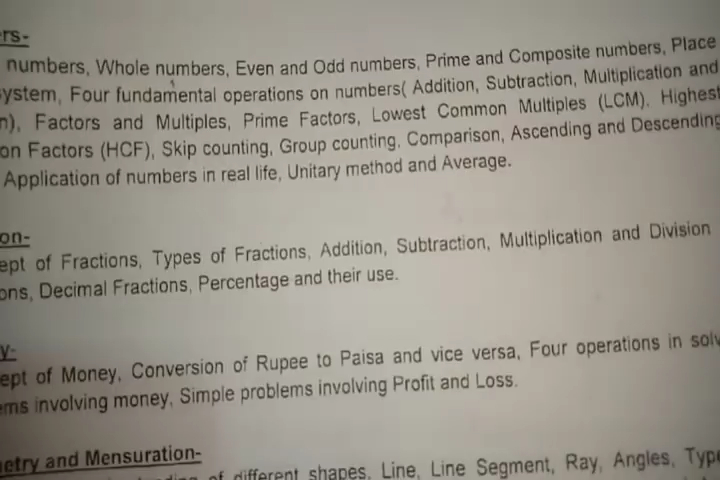 rs-
numbers, Whole numbers, Even and Odd numbers, Prime and Composite numbers, Place
ystem, Four fundamental operations on numbers( Addition, Subtraction, Multiplication and
n), Factors and Multiples, Prime Factors, Lowest Common Multiples (LCM). Highest
on Factors (HCF), Skip counting, Group counting, Comparison, Ascending and Descending
Application of numbers in real life, Unitary method and Average.
on-
ept of Fractions, Types of Fractions, Addition, Subtraction, Multiplication and Division
ons, Decimal Fractions, Percentage and their use.
y-
ept of Money, Conversion of Rupee to Paisa and vice versa, Four operations in solv
ems involving money, Simple problems involving Profit and Loss.
etry and Mensuration-
of different shapes, Line, Line Segment, Ray, Angles, Type